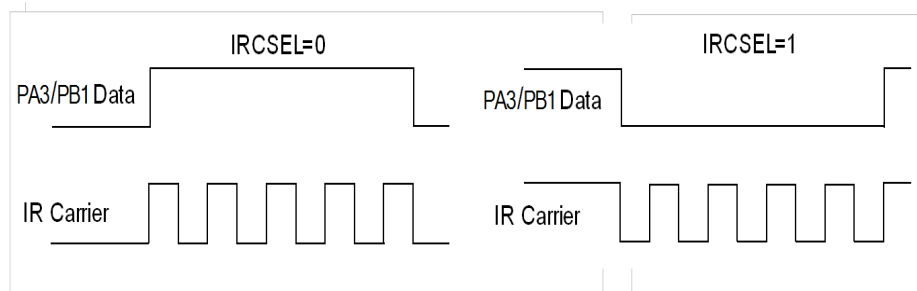 IRCSEL=0
PA3/PB1 Data
IR Carrier
IRCSEL=1
PA3/PB1 Data
IR Carrier